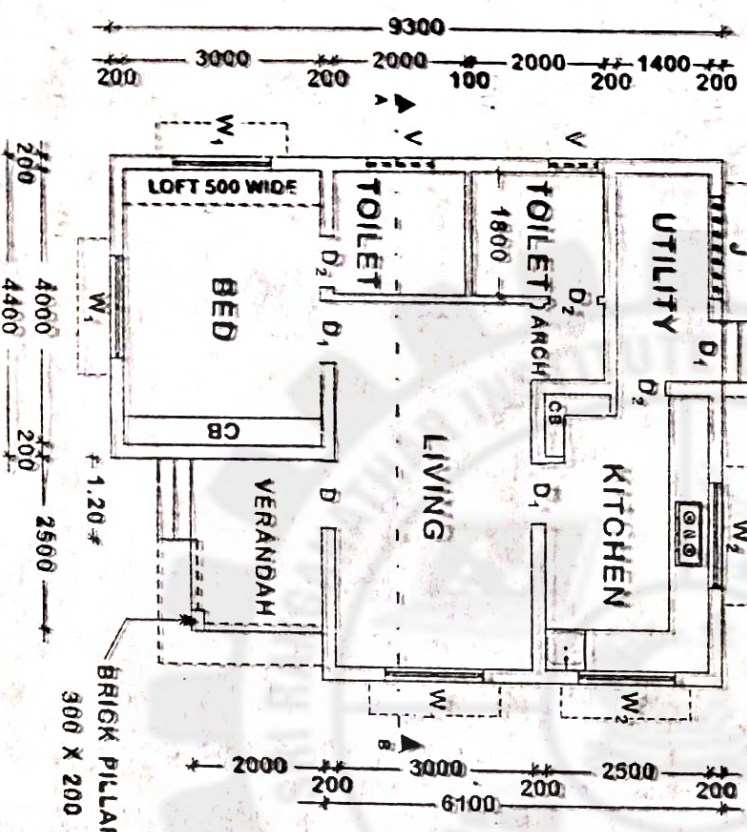 9300
200 3000 200 2000 100 2000 200 1400 200
A
V
V
W1
LOFT 500 WIDE
TOILET
TOILET
1800
UTILITY
J
D1
D2
D2
D2
D1
ARCH
BED
CB
CB
W1
LIVING
D1
KITCHEN
W2
D
VERANDAH
W
W2
B
200 4000 200 2500
4400
1.20
BRICK PILLAR
300 X 200
2000 200 3000 200 2500 200
6100